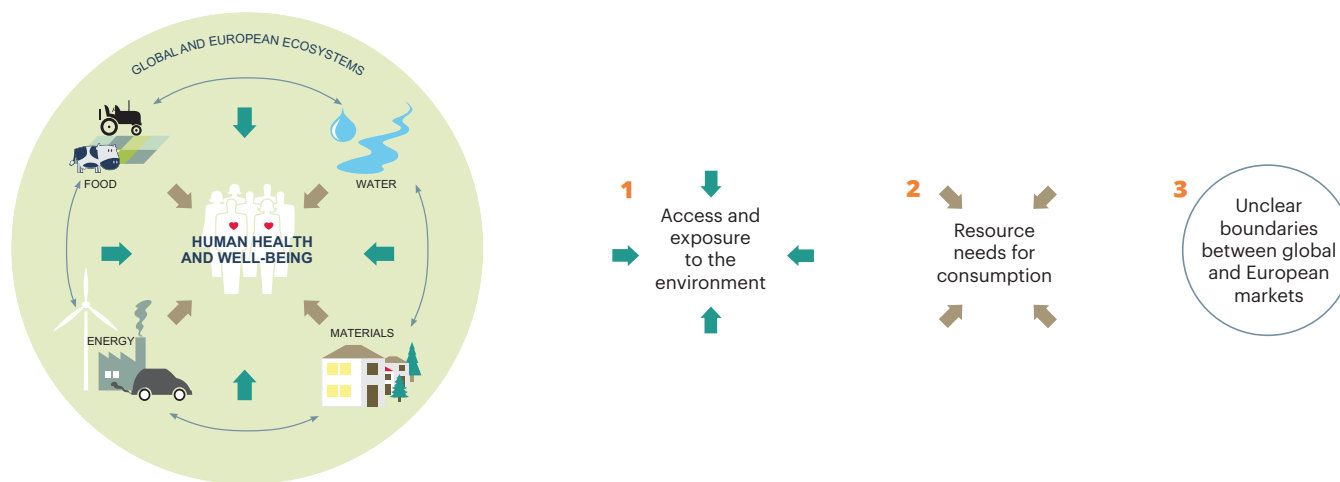 GLOBAL AND EUROPEAN ECOSYSTEMS
FOOD
WATER
HUMAN HEALTH
AND WELL-BEING
ENERGY
MATERIALS
1
Access and
exposure
to the
environment
2
Resource
needs for
consumption
3
Unclear
boundaries
between global
and European
markets